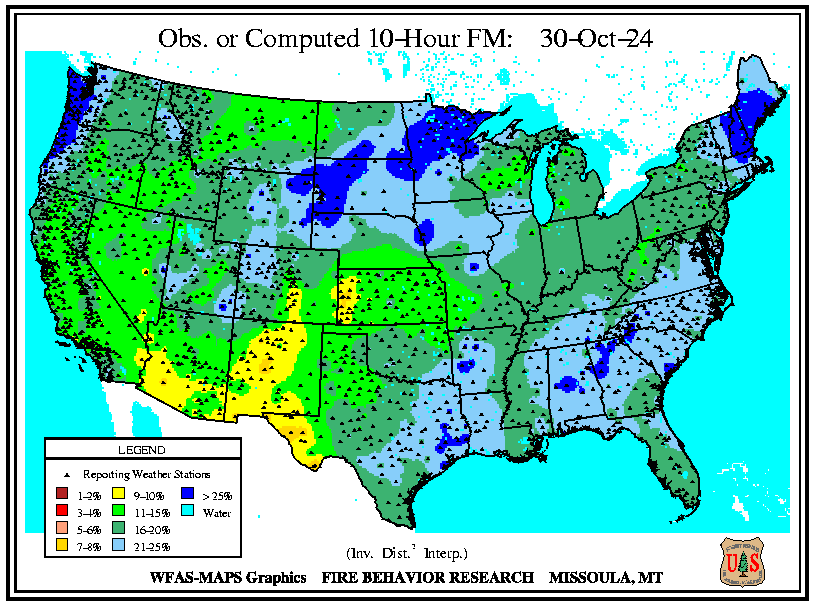 Obs. or Computed 10-Hour FM: 30-Oct-24
LEGEND
Reporting Weather Stations
1-2% 9-10% > 25%
3-4% 11-15% Water
5-6% 16-20%
7-8% 21-25%
(Inv. Dist.² Interp.)
WFAS-MAPS Graphics FIRE BEHAVIOR RESEARCH MISSOULA, MT
U S